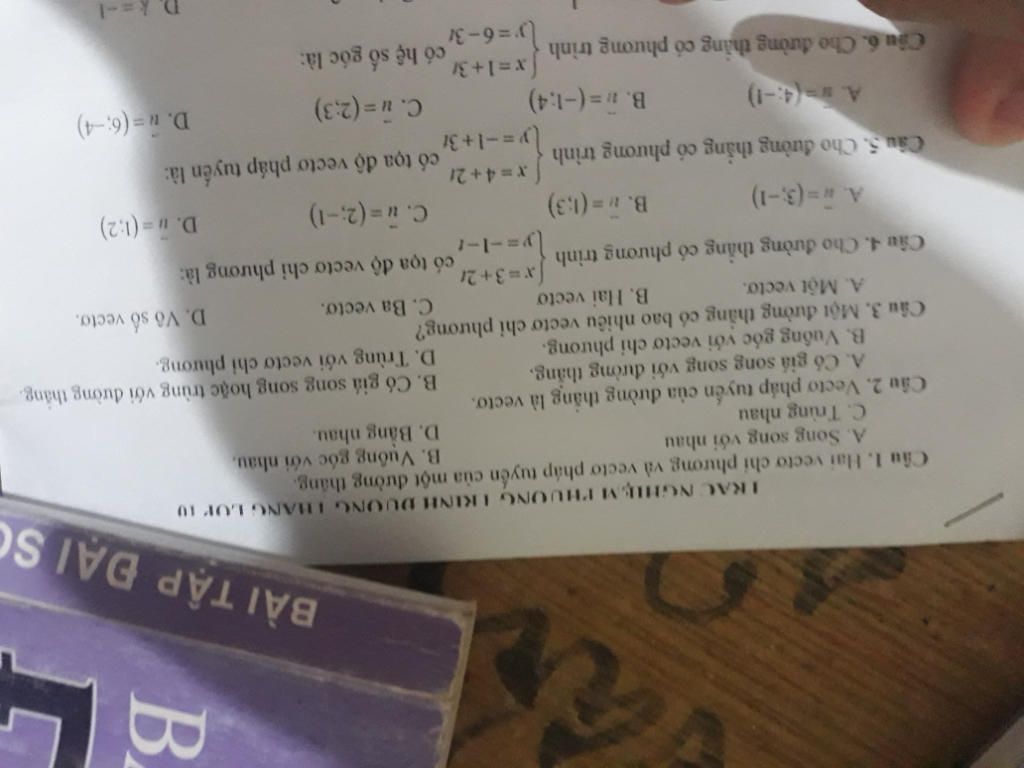 TRẮC NGHIỆM PHƯƠNG TRÌNH ĐƯỜNG THẲNG LỚP 10
Câu 1. Hai vectơ chỉ phương và vectơ pháp tuyến của một đường thẳng.
A. Song song với nhau B. Vuông góc với nhau.
C. Trùng nhau D. Bằng nhau.
Câu 2. Vectơ pháp tuyến của đường thẳng là vectơ.
A. Có giá song song với đường thẳng. B. Có giá song song hoặc trùng với đường thẳng.
B. Vuông góc với vectơ chỉ phương. D. Trùng với vectơ chỉ phương.
Câu 3. Một đường thẳng có bao nhiêu vectơ chỉ phương?
A. Một vectơ. B. Hai vectơ C. Ba vectơ. D. Vô số vectơ.
Câu 4. Cho đường thẳng có phương trình { x = 3 + 2t
y = −1 − t có tọa độ vectơ chỉ phương là:
A. u⃗ = (3;−1) B. u⃗ = (1;3) C. u⃗ = (2;−1) D. u⃗ = (1;2)
Câu 5. Cho đường thẳng có phương trình { x = 4 + 2t
y = −1 + 3t có tọa độ vectơ pháp tuyến là:
A. u⃗ = (4;−1) B. u⃗ = (−1;4) C. u⃗ = (2;3) D. u⃗ = (6;−4)
Câu 6. Cho đường thẳng có phương trình { x = 1 + 3t
y = 6 − 3t có hệ số góc là:
D. k = −1
BÀI TẬP ĐẠI SỐ
BÀ